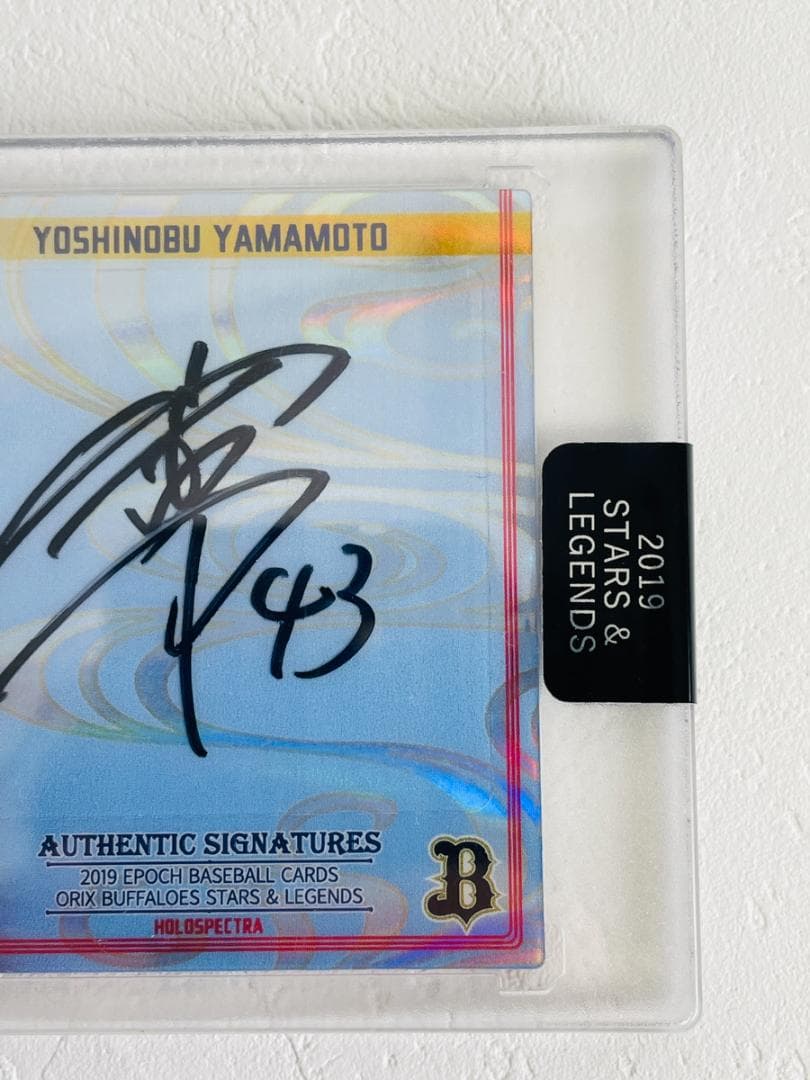 YOSHINOBU YAMAMOTO
43
AUTHENTIC SIGNATURES
2019 EPOCH BASEBALL CARDS
ORIX BUFFALOES STARS & LEGENDS
HOLOSPECTRA
B
2019
STARS &
LEGENDS